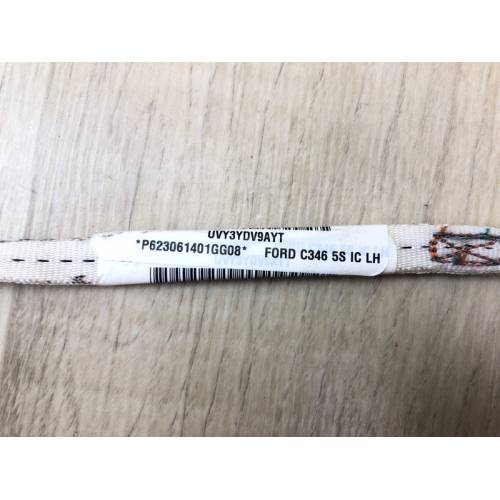 UVY3YDV9AYT
*P623061401GG08* FORD C346 5S IC LH